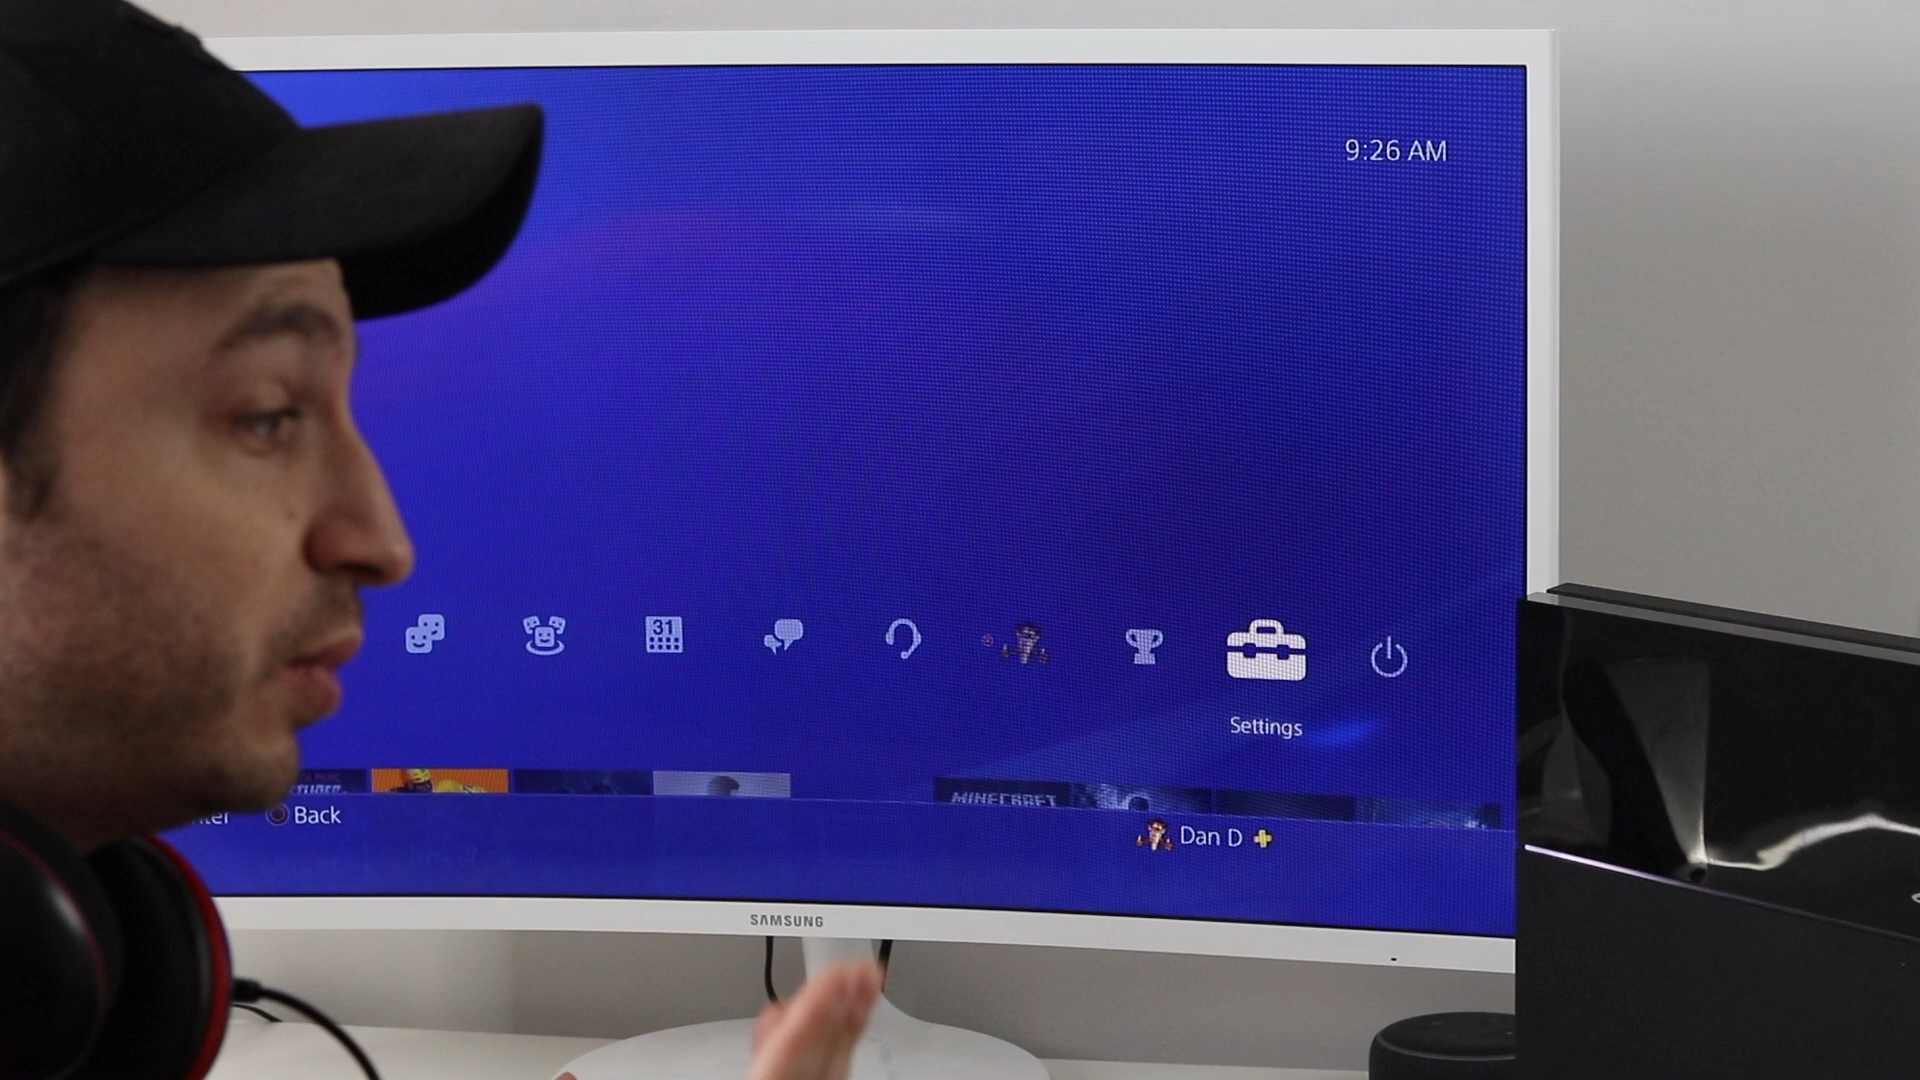 9:26 AM
31
Settings
MINECRAFT
Back
Dan D
SAMSUNG